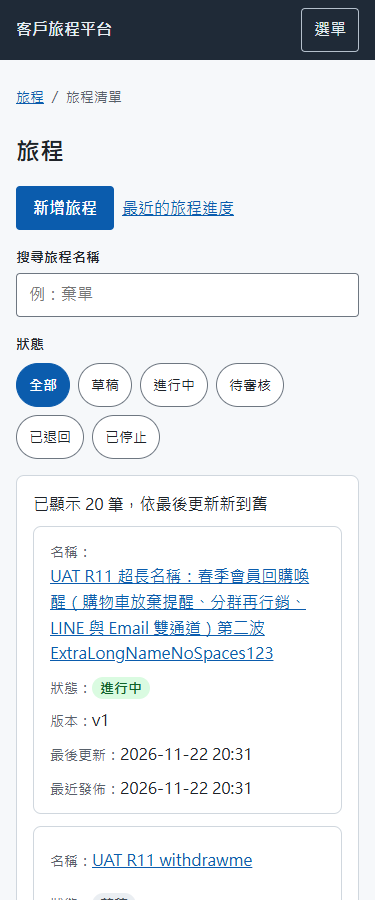 客戶旅程平台
選單
旅程 / 旅程清單
旅程
新增旅程 最近的旅程進度
搜尋旅程名稱
例：棄單
狀態
全部 草稿 進行中 待審核
已退回 已停止
已顯示 20 筆，依最後更新新到舊
名稱：
UAT R11 超長名稱：春季會員回購喚
醒（購物車放棄提醒、分群再行銷、
LINE 與 Email 雙通道）第二波
ExtraLongNameNoSpaces123
狀態：進行中
版本：v1
最後更新：2026-11-22 20:31
最近發佈：2026-11-22 20:31
名稱：UAT R11 withdrawme